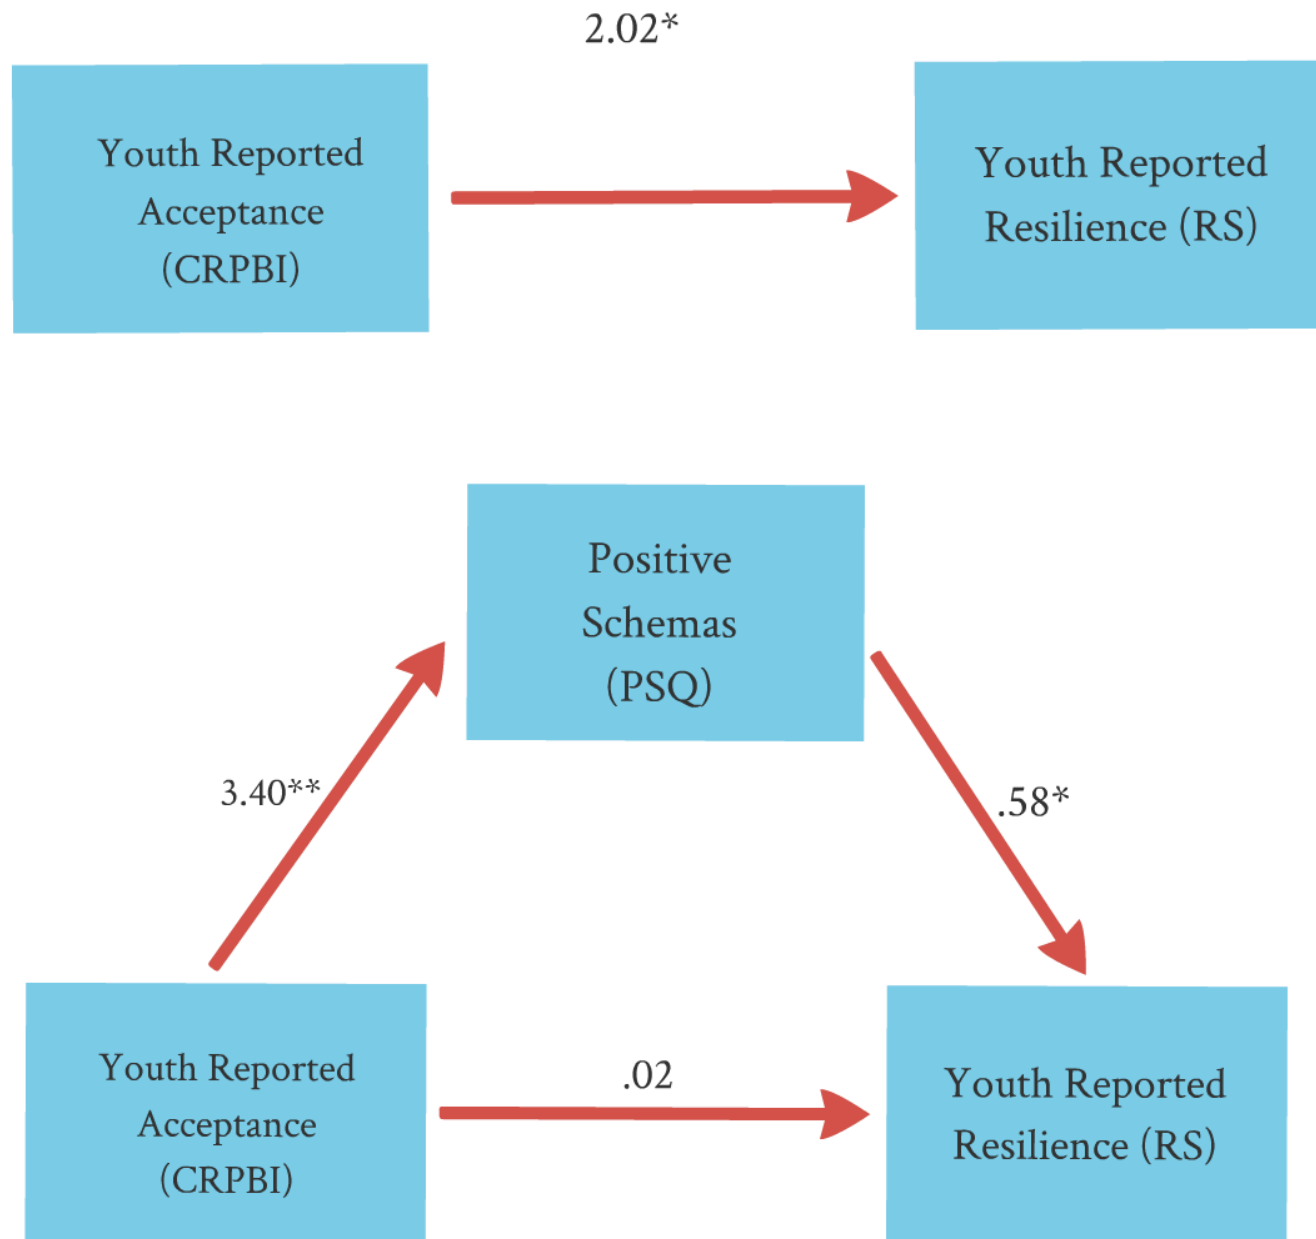 2.02*
Youth Reported
Acceptance
(CRPBI)
Youth Reported
Resilience (RS)
Positive
Schemas
(PSQ)
3.40**
.58*
Youth Reported
Acceptance
(CRPBI)
.02
Youth Reported
Resilience (RS)